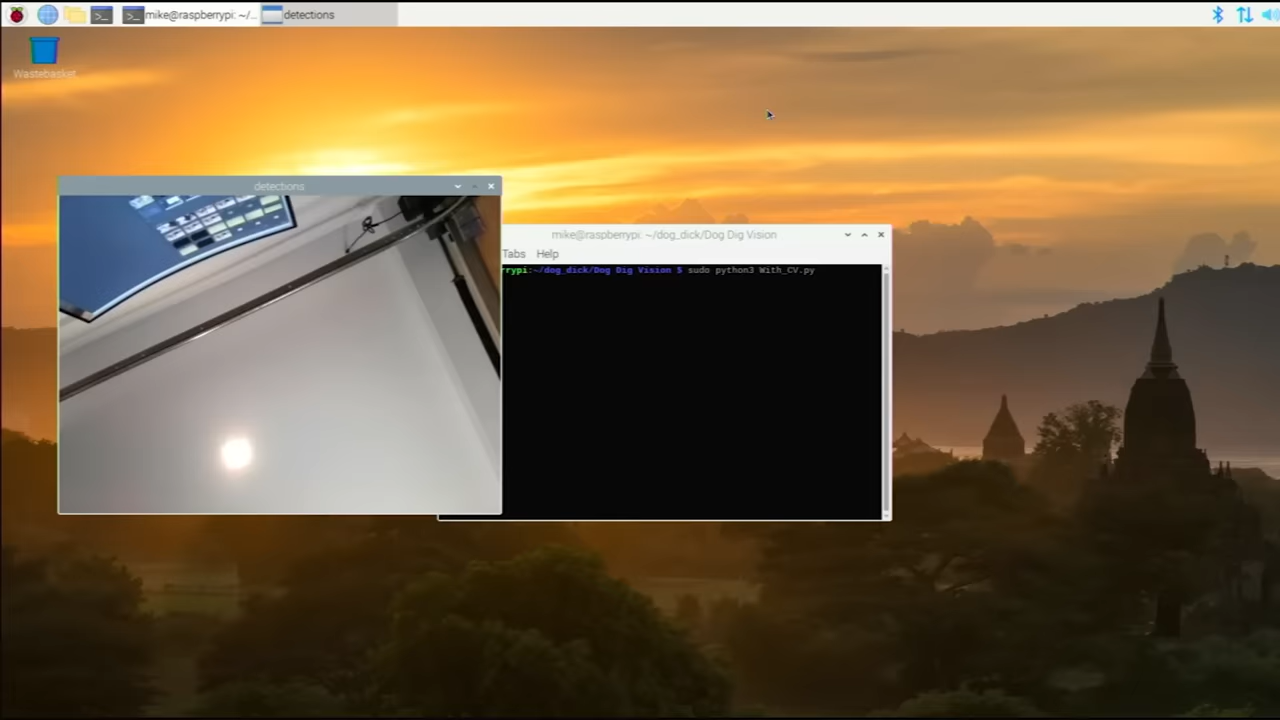 mike@raspberrypi: ~/...
detections
Wastebasket
detections
mike@raspberrypi: ~/dog_dick/Dog Dig Vision
Tabs Help
rrypi:~/dog_dick/Dog Dig Vision $ sudo python3 With_CV.py